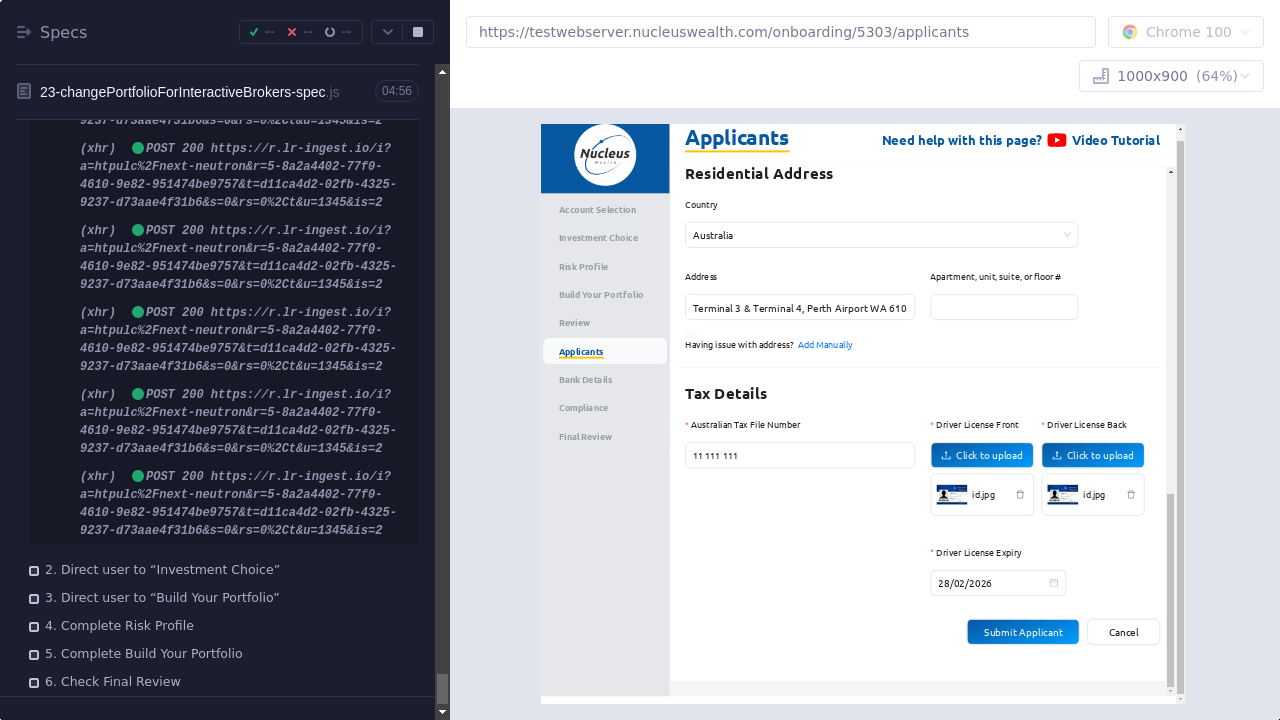 Specs
--
--
--
https://testwebserver.nucleuswealth.com/onboarding/5303/applicants
Chrome 100
1000x900 (64%)
23-changePortfolioForInteractiveBrokers-spec.js
04:56
9237-d73aae4f31b6&s=0&rs=0%2Ct&u=1345&is=2
(xhr) POST 200 https://r.lr-ingest.io/i?
a=htpulc%2Fnext-neutron&r=5-8a2a4402-77f0-
4610-9e82-951474be9757&t=d11ca4d2-02fb-4325-
9237-d73aae4f31b6&s=0&rs=0%2Ct&u=1345&is=2
(xhr) POST 200 https://r.lr-ingest.io/i?
a=htpulc%2Fnext-neutron&r=5-8a2a4402-77f0-
4610-9e82-951474be9757&t=d11ca4d2-02fb-4325-
9237-d73aae4f31b6&s=0&rs=0%2Ct&u=1345&is=2
(xhr) POST 200 https://r.lr-ingest.io/i?
a=htpulc%2Fnext-neutron&r=5-8a2a4402-77f0-
4610-9e82-951474be9757&t=d11ca4d2-02fb-4325-
9237-d73aae4f31b6&s=0&rs=0%2Ct&u=1345&is=2
(xhr) POST 200 https://r.lr-ingest.io/i?
a=htpulc%2Fnext-neutron&r=5-8a2a4402-77f0-
4610-9e82-951474be9757&t=d11ca4d2-02fb-4325-
9237-d73aae4f31b6&s=0&rs=0%2Ct&u=1345&is=2
(xhr) POST 200 https://r.lr-ingest.io/i?
a=htpulc%2Fnext-neutron&r=5-8a2a4402-77f0-
4610-9e82-951474be9757&t=d11ca4d2-02fb-4325-
9237-d73aae4f31b6&s=0&rs=0%2Ct&u=1345&is=2
2. Direct user to “Investment Choice”
3. Direct user to “Build Your Portfolio”
4. Complete Risk Profile
5. Complete Build Your Portfolio
6. Check Final Review
Nucleus
Wealth
Account Selection
Investment Choice
Risk Profile
Build Your Portfolio
Review
Applicants
Bank Details
Compliance
Final Review
Applicants
Need help with this page? Video Tutorial
Residential Address
Country
Australia
Address
Apartment, unit, suite, or floor #
Terminal 3 & Terminal 4, Perth Airport WA 610
Having issue with address? Add Manually
Tax Details
* Australian Tax File Number
* Driver License Front
* Driver License Back
11 111 111
Click to upload
Click to upload
id.jpg
id.jpg
* Driver License Expiry
28/02/2026
Submit Applicant
Cancel